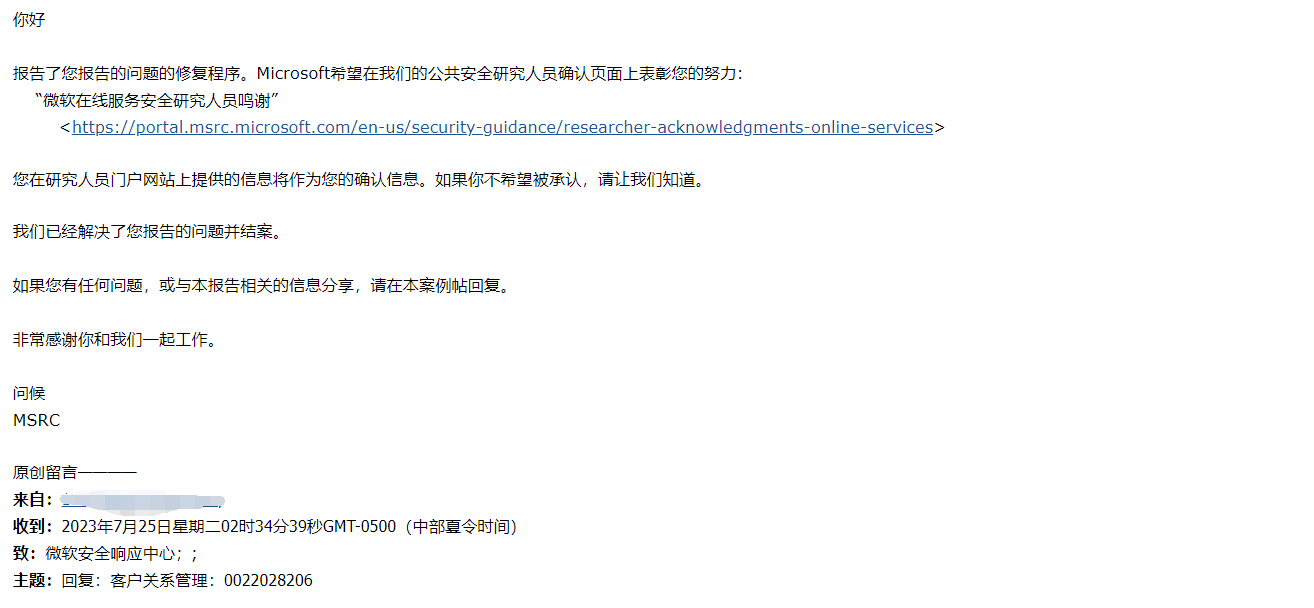 你好
报告了您报告的问题的修复程序。Microsoft希望在我们的公共安全研究人员确认页面上表彰您的努力：
“微软在线服务安全研究人员鸣谢”
<https://portal.msrc.microsoft.com/en-us/security-guidance/researcher-acknowledgments-online-services>
您在研究人员门户网站上提供的信息将作为您的确认信息。如果你不希望被承认，请让我们知道。
我们已经解决了您报告的问题并结案。
如果您有任何问题，或与本报告相关的信息分享，请在本案例帖回复。
非常感谢你和我们一起工作。
问候
MSRC
原创留言————
来自：
收到：2023年7月25日星期二02时34分39秒GMT-0500（中部夏令时间）
致：微软安全响应中心；;
主题：回复：客户关系管理：0022028206